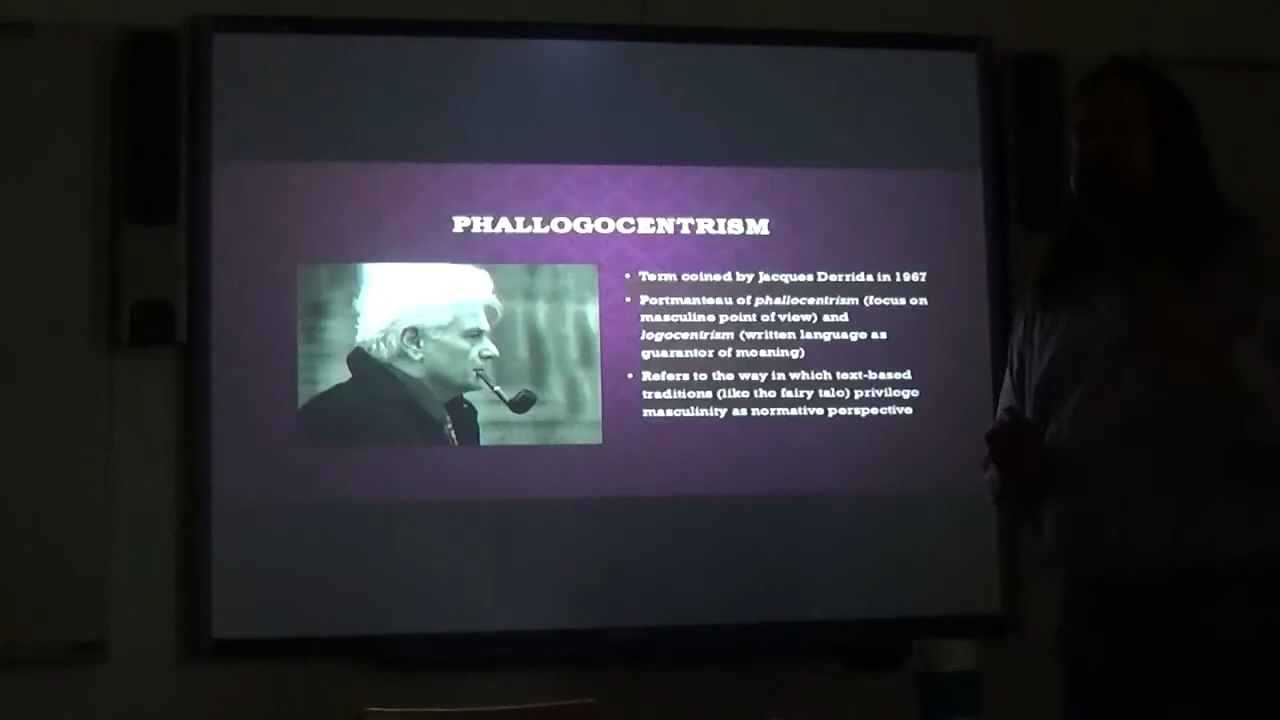 PHALLOGOCENTRISM
• Term coined by Jacques Derrida in 1967
• Portmanteau of phallocentrism (focus on
masculine point of view) and
logocentrism (written language as
guarantor of meaning)
• Refers to the way in which text-based
traditions (like the fairy tale) privilege
masculinity as normative perspective